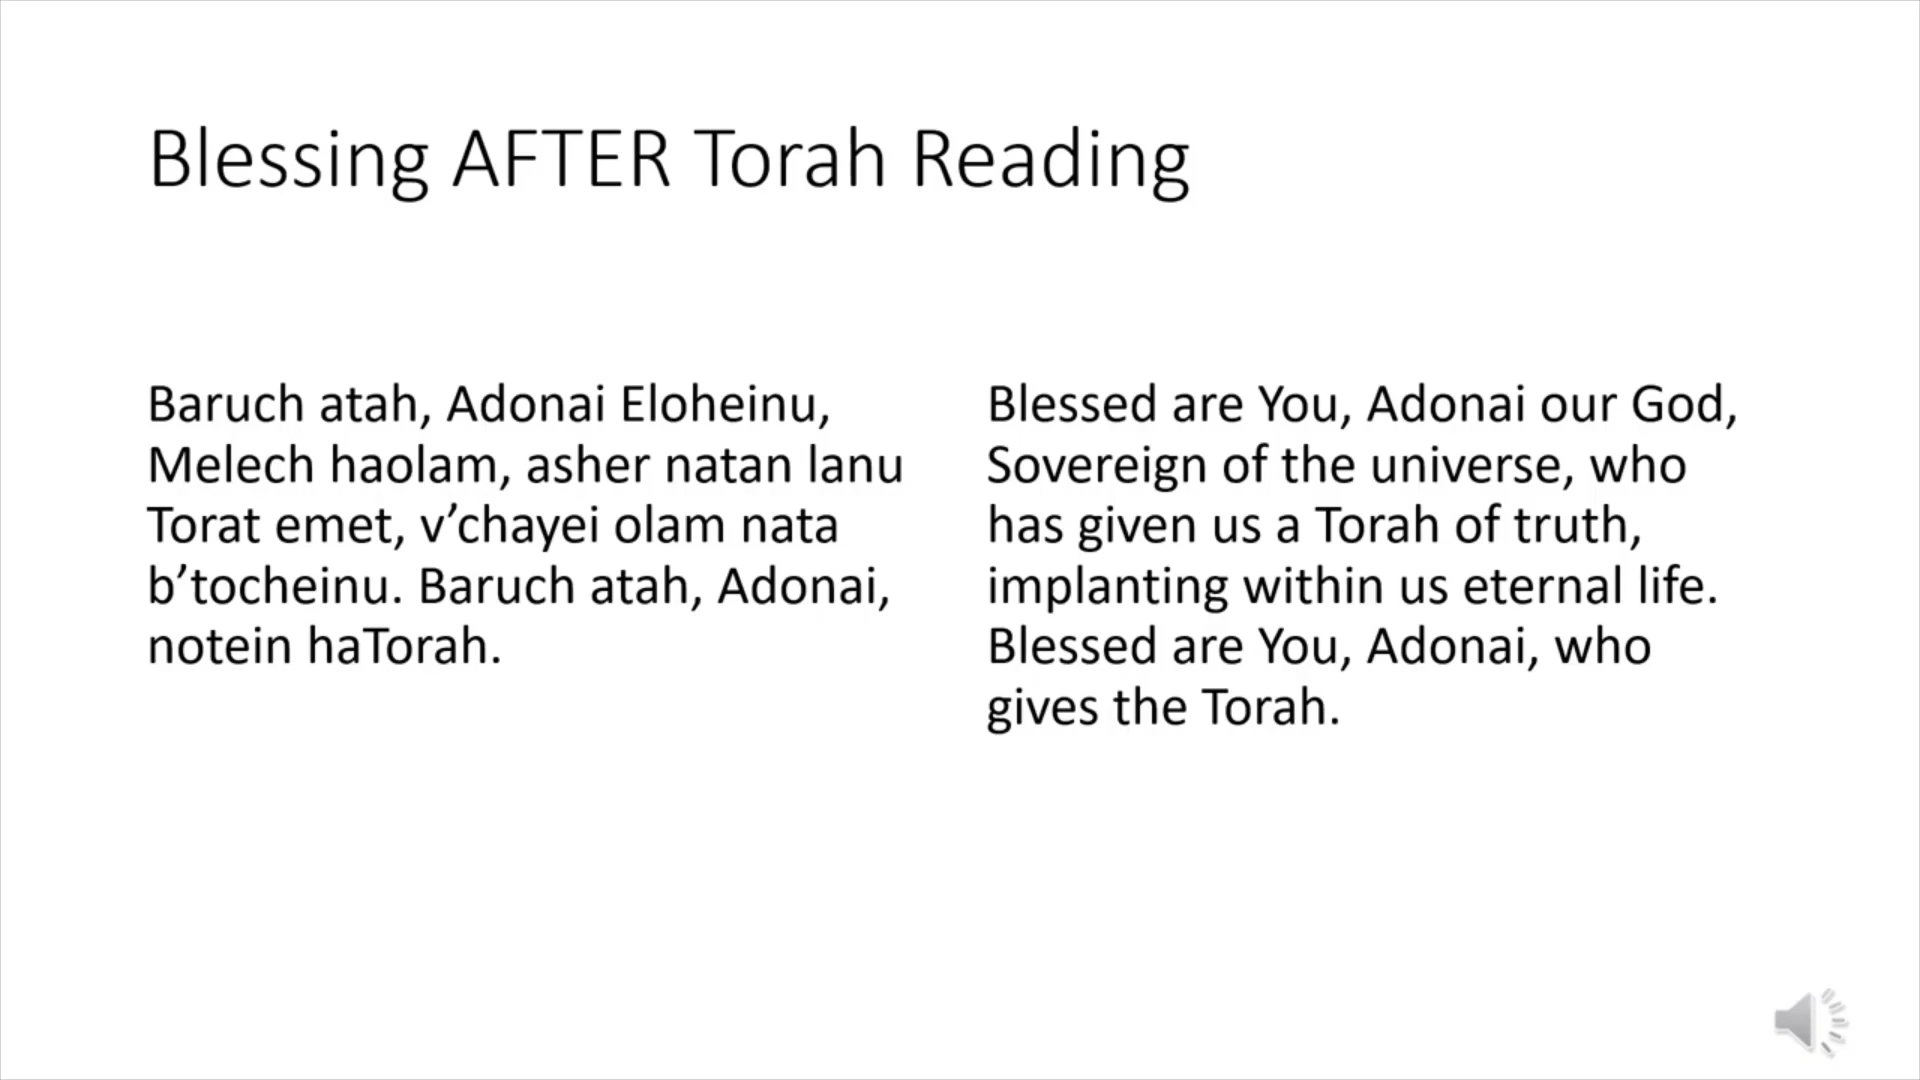 Blessing AFTER Torah Reading
Baruch atah, Adonai Eloheinu,
Melech haolam, asher natan lanu
Torat emet, v’chayei olam nata
b’tocheinu. Baruch atah, Adonai,
notein haTorah.
Blessed are You, Adonai our God,
Sovereign of the universe, who
has given us a Torah of truth,
implanting within us eternal life.
Blessed are You, Adonai, who
gives the Torah.